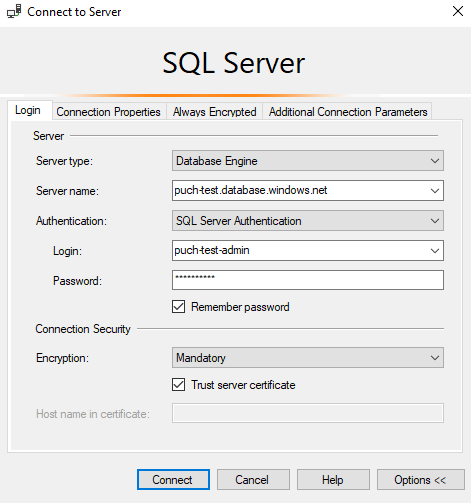 Connect to Server
SQL Server
Login Connection Properties Always Encrypted Additional Connection Parameters
Server
Server type: Database Engine
Server name: puch-test.database.windows.net
Authentication: SQL Server Authentication
Login: puch-test-admin
Password: **********
Remember password
Connection Security
Encryption: Mandatory
Trust server certificate
Host name in certificate:
Connect Cancel Help Options <<